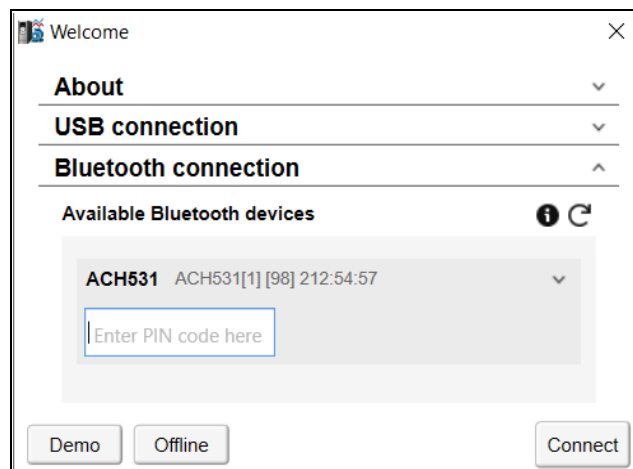 Welcome
About
USB connection
Bluetooth connection
Available Bluetooth devices
ACH531 ACH531[1] [98] 212:54:57
Enter PIN code here
Demo Offline Connect